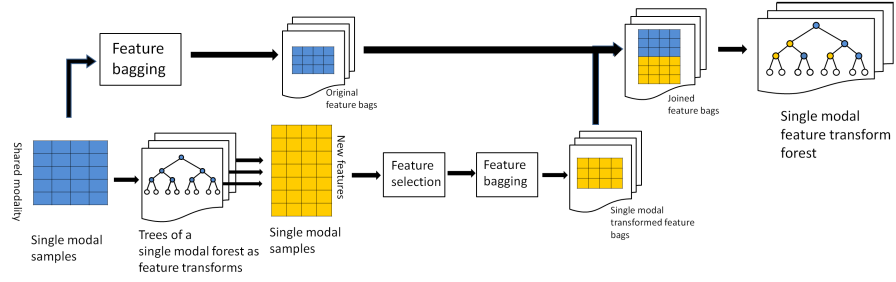 Feature
bagging
Original
feature bags
Joined
feature bags
Single modal
feature transform
forest
Shared modality
Single modal
samples
Trees of a
single modal forest as
feature transforms
New features
Single modal
samples
Feature
selection
Feature
bagging
Single modal
transformed feature
bags